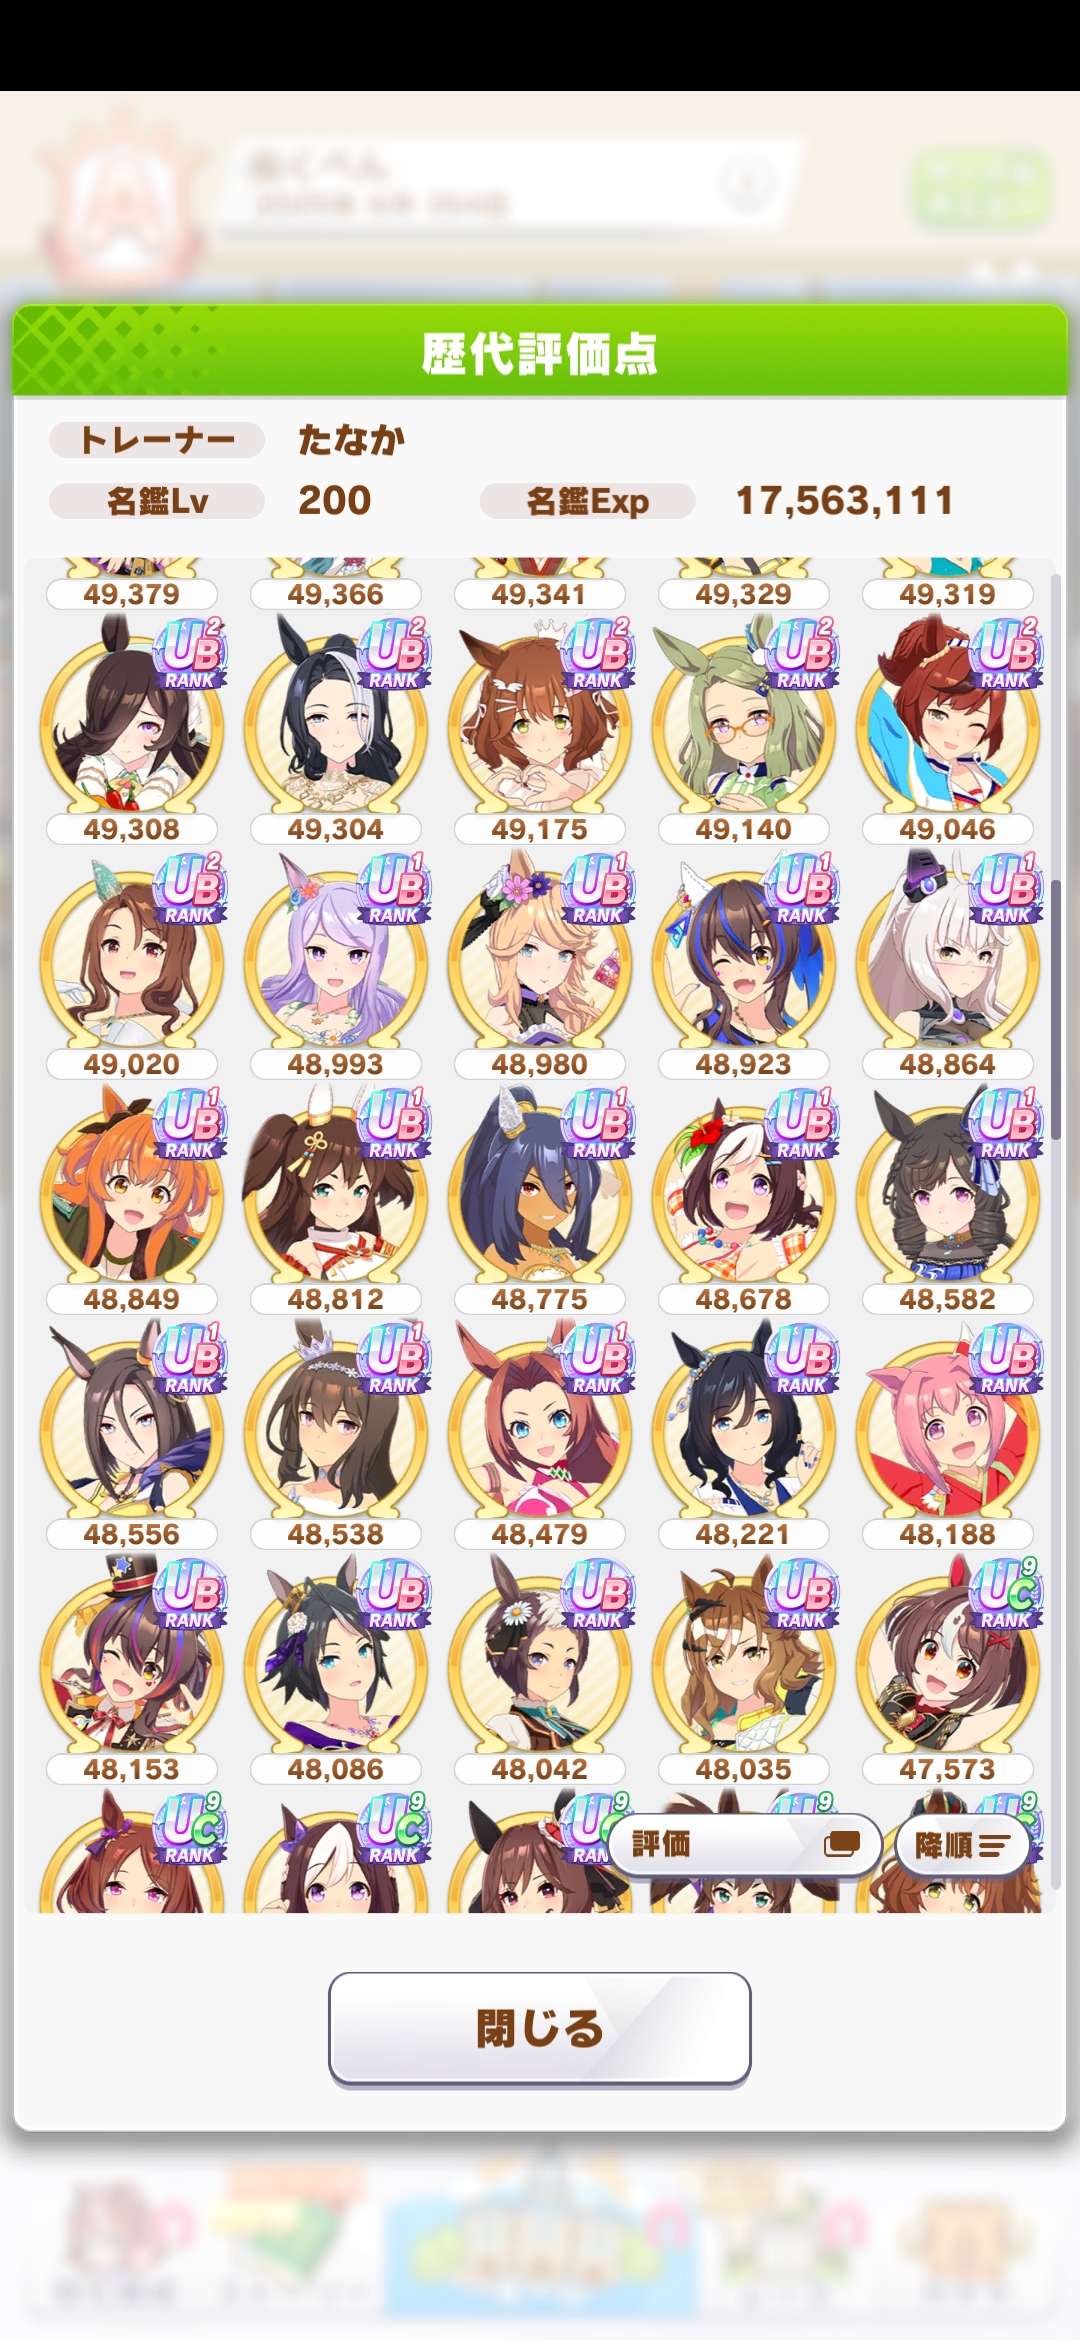 歴代評価点
トレーナー たなか
名鑑Lv 200 名鑑Exp 17,563,111
49,379 49,366 49,341 49,329 49,319
UB2 RANK UB2 RANK UB2 RANK UB2 RANK UB2 RANK
49,308 49,304 49,175 49,140 49,046
UB2 RANK UB1 RANK UB1 RANK UB1 RANK UB1 RANK
49,020 48,993 48,980 48,923 48,864
UB1 RANK UB1 RANK UB1 RANK UB1 RANK UB1 RANK
48,849 48,812 48,775 48,678 48,582
UB1 RANK UB1 RANK UB1 RANK UB RANK UB RANK
48,556 48,538 48,479 48,221 48,188
UB RANK UB RANK UB RANK UB RANK UC9 RANK
48,153 48,086 48,042 48,035 47,573
UC9 RANK UC9 RANK
評価 降順
閉じる